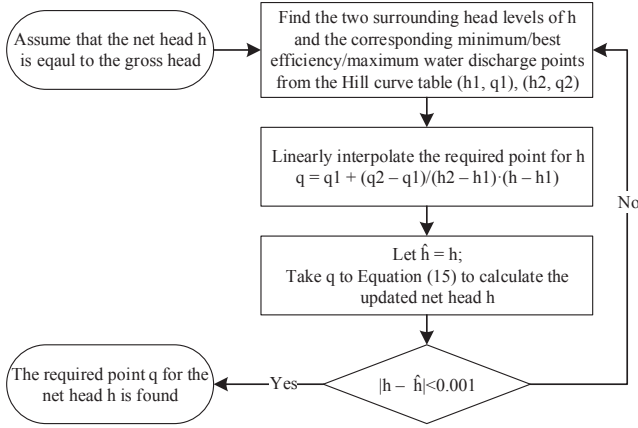 Assume that the net head h
is eqaul to the gross head
Find the two surrounding head levels of h
and the corresponding minimum/best
efficiency/maximum water discharge points
from the Hill curve table (h1, q1), (h2, q2)
Linearly interpolate the required point for h
q = q1 + (q2 – q1)/(h2 – h1)·(h – h1)
No
Let ĥ = h;
Take q to Equation (15) to calculate the
updated net head h
|h – ĥ|<0.001
Yes
The required point q for the
net head h is found